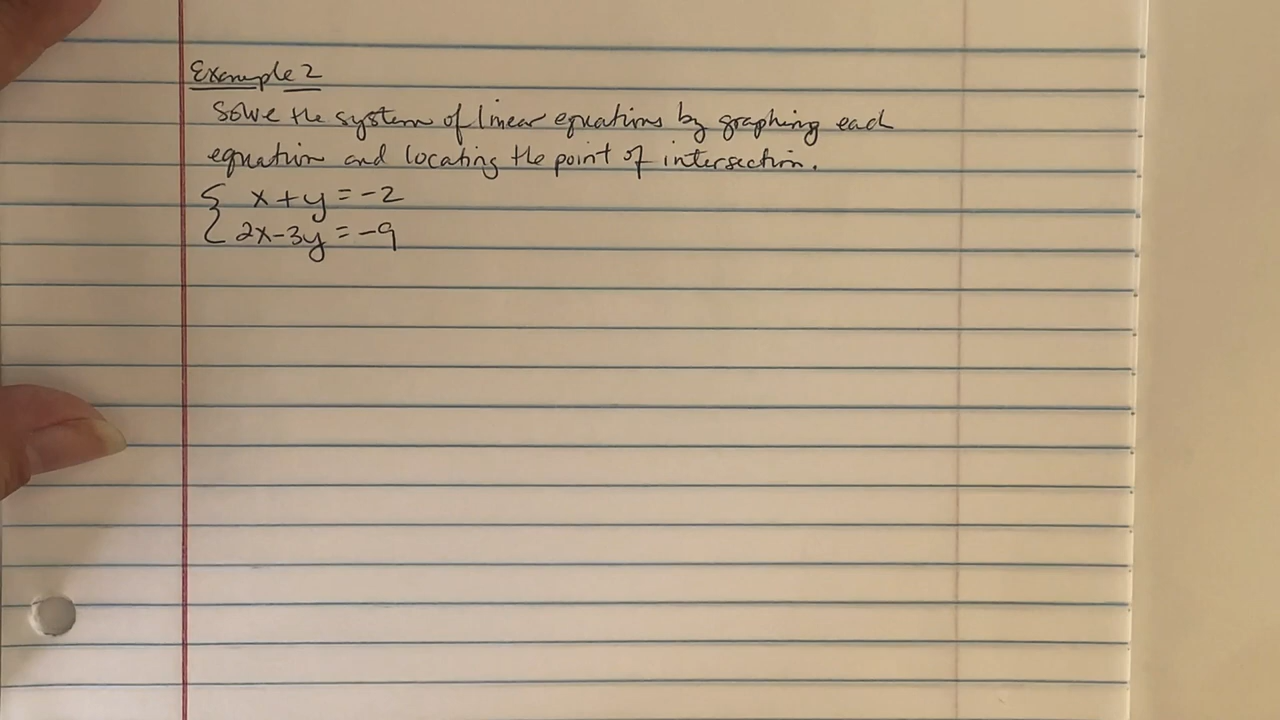 Example 2
Solve the system of linear equations by graphing each
equation and locating the point of intersection.
{ x+y=-2
2x-3y=-9